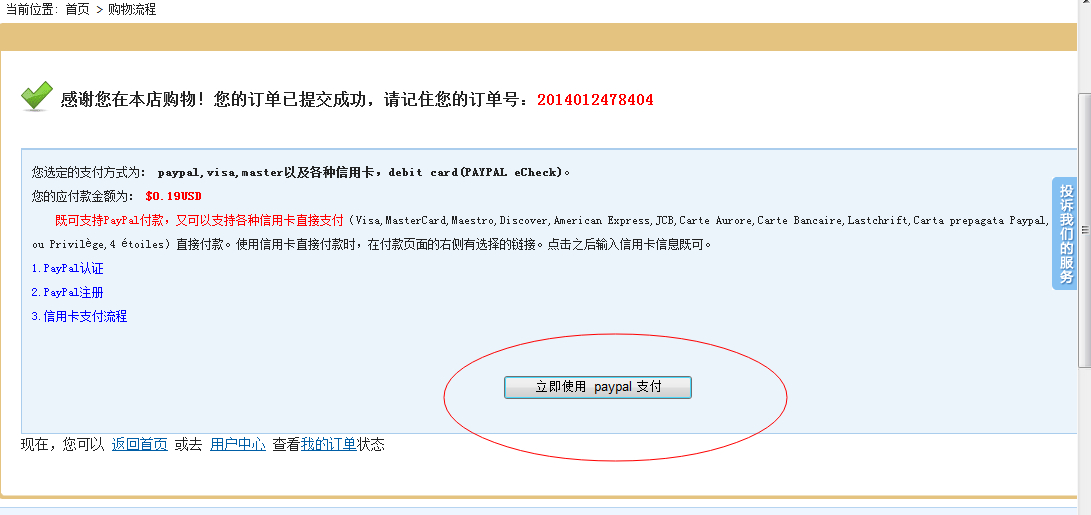 当前位置: 首页 > 购物流程
感谢您在本店购物！您的订单已提交成功，请记住您的订单号：2014012478404
您选定的支付方式为： paypal,visa,master以及各种信用卡，debit card(PAYPAL eCheck)。
您的应付款金额为： $0.19USD
既可支持PayPal付款，又可以支持各种信用卡直接支付（Visa,MasterCard,Maestro,Discover,American Express,JCB,Carte Aurore,Carte Bancaire,Lastchrift,Carta prepagata Paypal,
ou Privilège,4 étoiles）直接付款。使用信用卡直接付款时，在付款页面的右侧有选择的链接。点击之后输入信用卡信息既可。
1.PayPal认证
2.PayPal注册
3.信用卡支付流程
立即使用 paypal 支付
现在，您可以 返回首页 或去 用户中心 查看我的订单状态
投诉我们的服务